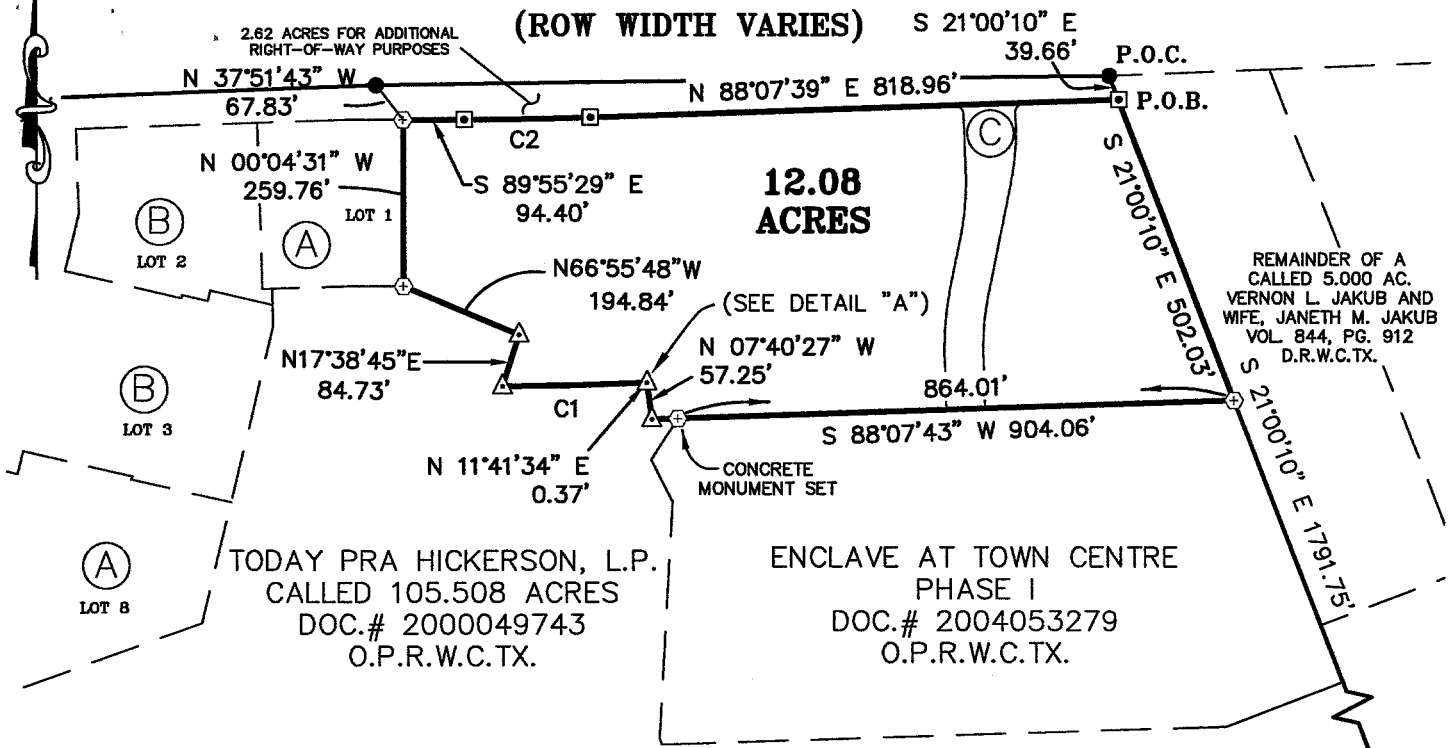 (ROW WIDTH VARIES)
S 21°00'10" E
39.66'
P.O.C.
2.62 ACRES FOR ADDITIONAL
RIGHT-OF-WAY PURPOSES
N 37°51'43" W
67.83'
N 88°07'39" E 818.96'
P.O.B.
C2
C
N 00°04'31" W
259.76'
S 89°55'29" E
94.40'
12.08
ACRES
S 21°00'10" E 502.03'
B
LOT 2
LOT 1
A
N66°55'48"W
194.84'
(SEE DETAIL "A")
REMAINDER OF A
CALLED 5.000 AC.
VERNON L. JAKUB AND
WIFE, JANETH M. JAKUB
VOL. 844, PG. 912
D.R.W.C.TX.
N17°38'45"E
84.73'
N 07°40'27" W
57.25'
B
LOT 3
C1
864.01'
S 88°07'43" W 904.06'
S 21°00'10" E 1791.75'
N 11°41'34" E
0.37'
CONCRETE
MONUMENT SET
A
LOT 8
TODAY PRA HICKERSON, L.P.
CALLED 105.508 ACRES
DOC.# 2000049743
O.P.R.W.C.TX.
ENCLAVE AT TOWN CENTRE
PHASE I
DOC.# 2004053279
O.P.R.W.C.TX.